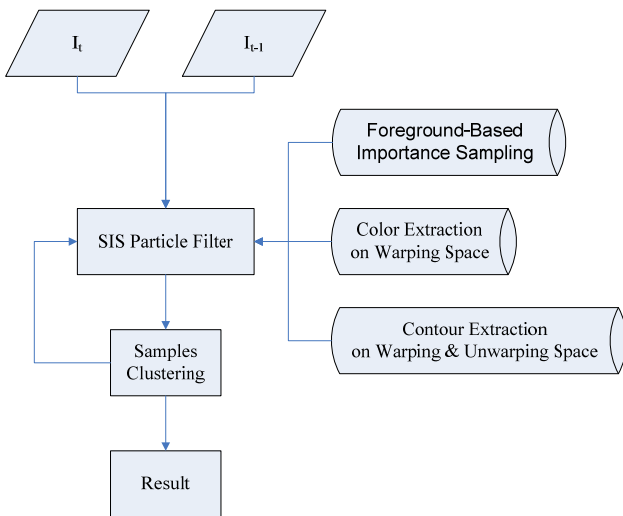 It
It-1
Foreground-Based
Importance Sampling
SIS Particle Filter
Color Extraction
on Warping Space
Samples
Clustering
Contour Extraction
on Warping & Unwarping Space
Result